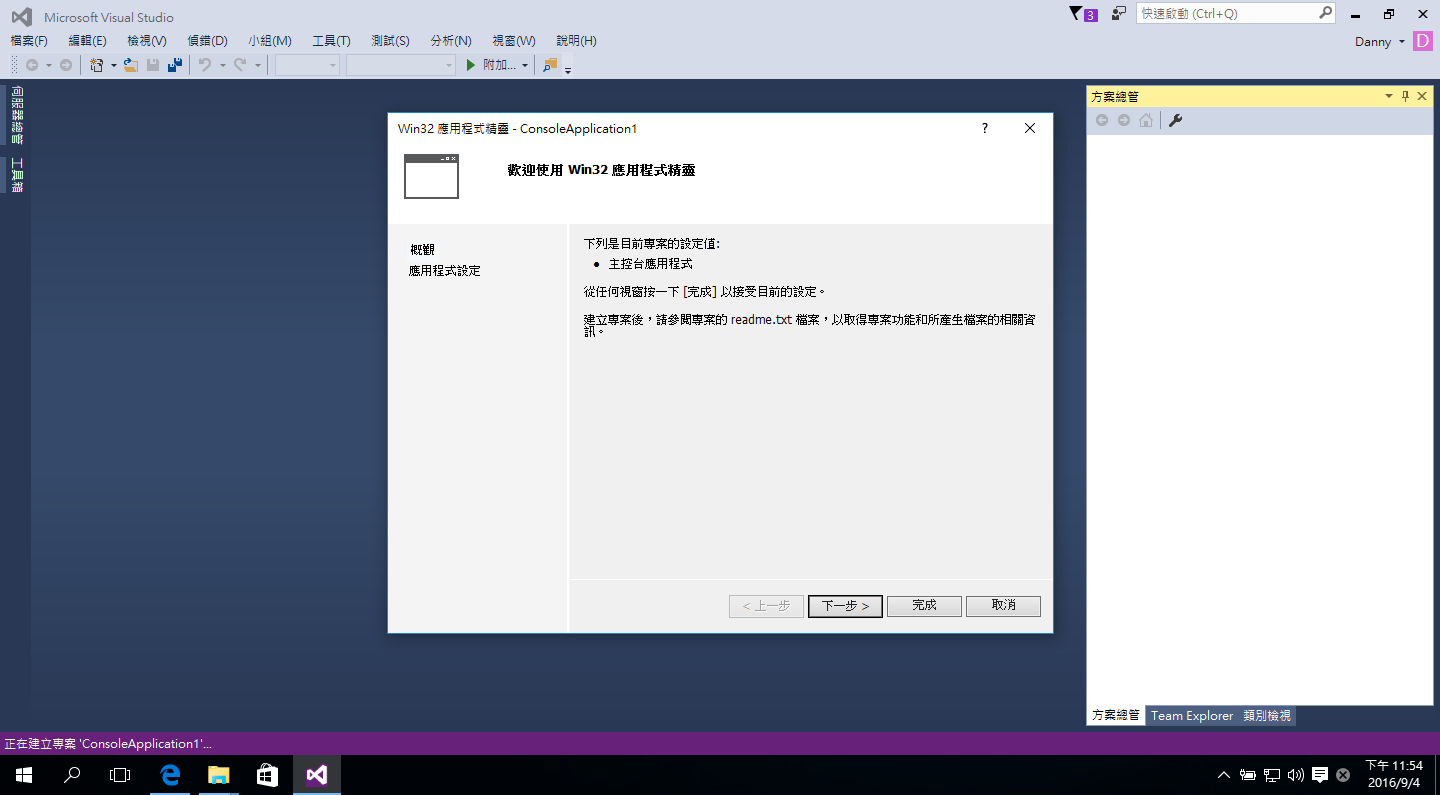 Microsoft Visual Studio
3
快速啟動 (Ctrl+Q)
檔案(F) 編輯(E) 檢視(V) 偵錯(D) 小組(M) 工具(T) 測試(S) 分析(N) 視窗(W) 說明(H)
Danny
D
附加...
伺服器總管
工具箱
Win32 應用程式精靈 - ConsoleApplication1
?
歡迎使用 Win32 應用程式精靈
概觀
應用程式設定
下列是目前專案的設定值:
• 主控台應用程式
從任何視窗按一下 [完成] 以接受目前的設定。
建立專案後，請參閱專案的 readme.txt 檔案，以取得專案功能和所產生檔案的相關資
訊。
< 上一步 下一步 > 完成 取消
方案總管
方案總管 Team Explorer 類別檢視
正在建立專案 'ConsoleApplication1'...
下午 11:54
2016/9/4